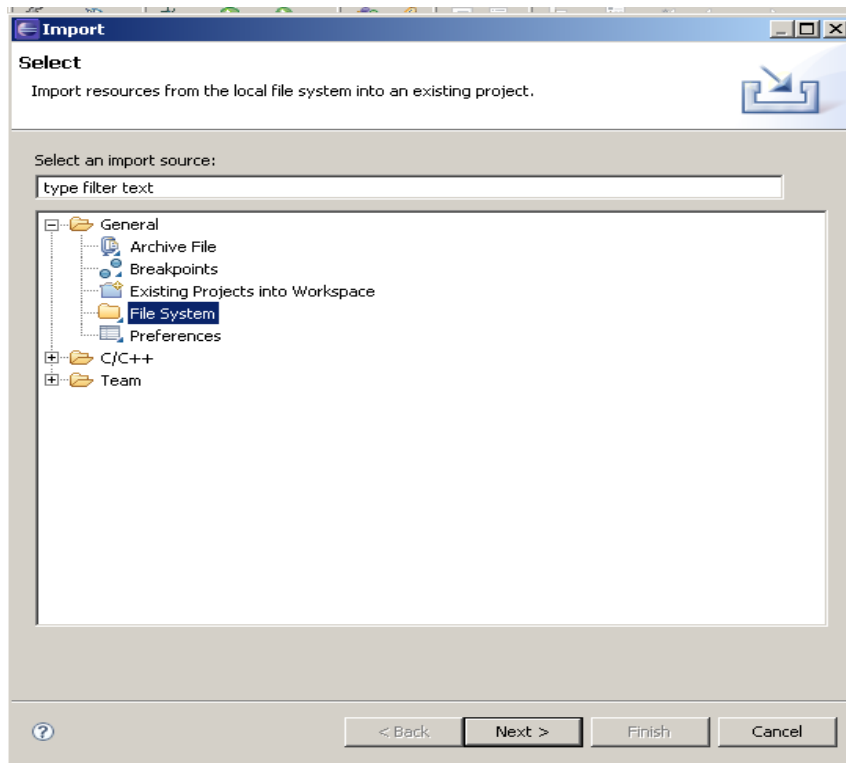 Import
Select
Import resources from the local file system into an existing project.
Select an import source:
type filter text
General
Archive File
Breakpoints
Existing Projects into Workspace
File System
Preferences
C/C++
Team
< Back Next > Finish Cancel